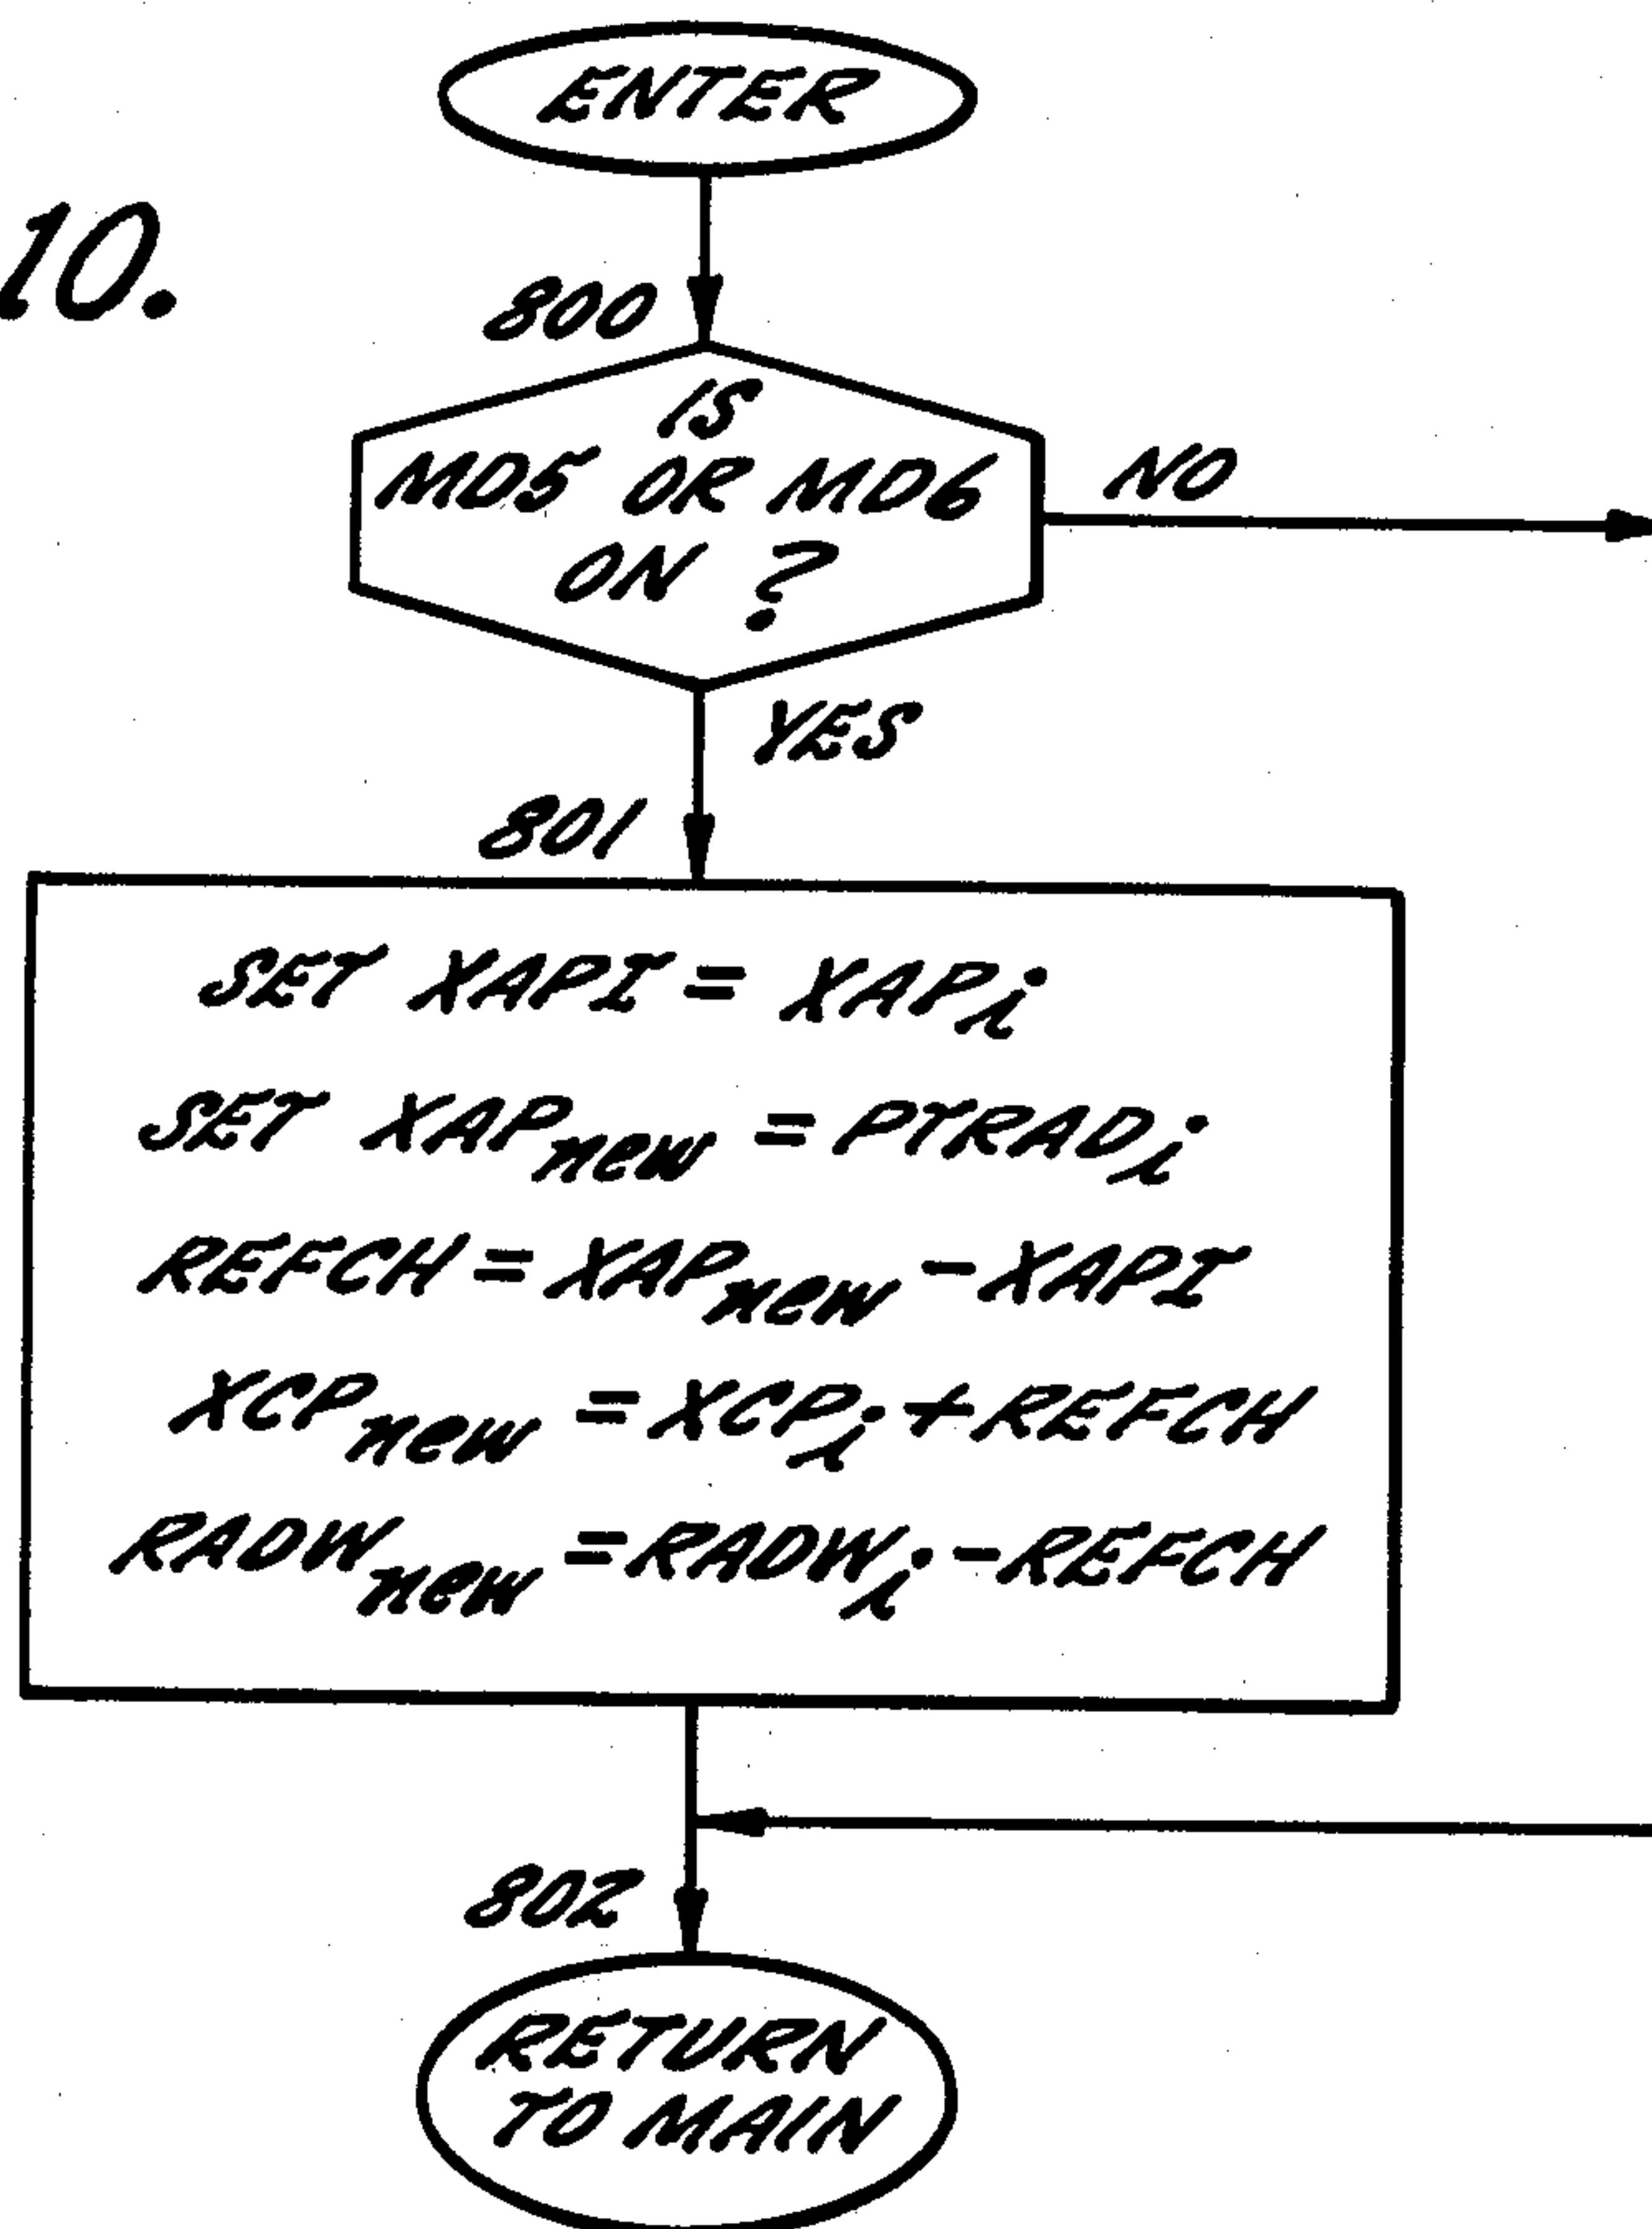 ENTER
10.
800
IS
MD5 OR MD6
ON ?
NO
YES
801
SET XAPI = XAPi
SET XAPnew = PTRADi
REFCH = XAPnew - XAPI
XCPnew = XCPi + REFCH
RADWnew = RADWi - REFCH
802
RETURN
TO MAIN